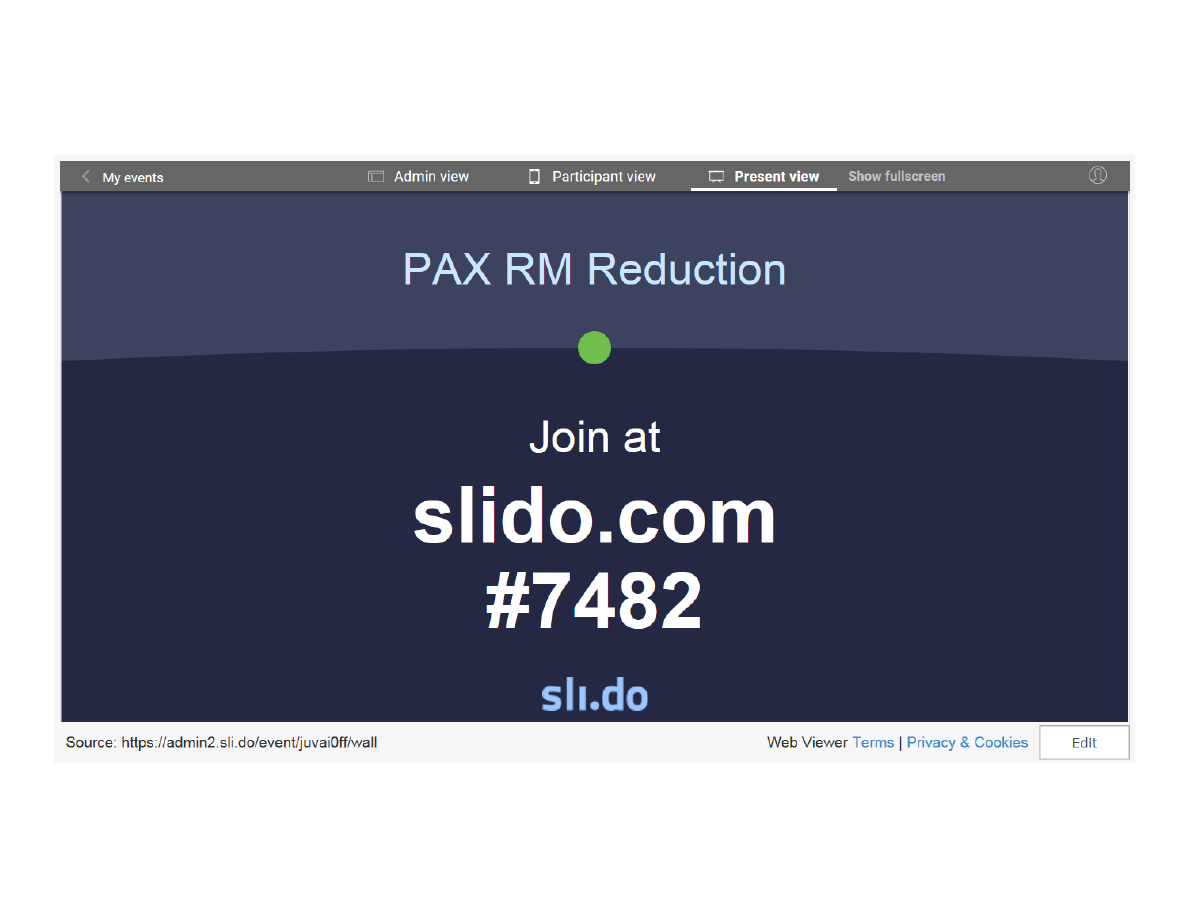 My events Admin view Participant view Present view Show fullscreen
PAX RM Reduction
Join at
slido.com
#7482
sli.do
Source: https://admin2.sli.do/event/juvai0ff/wall Web Viewer Terms | Privacy & Cookies Edit